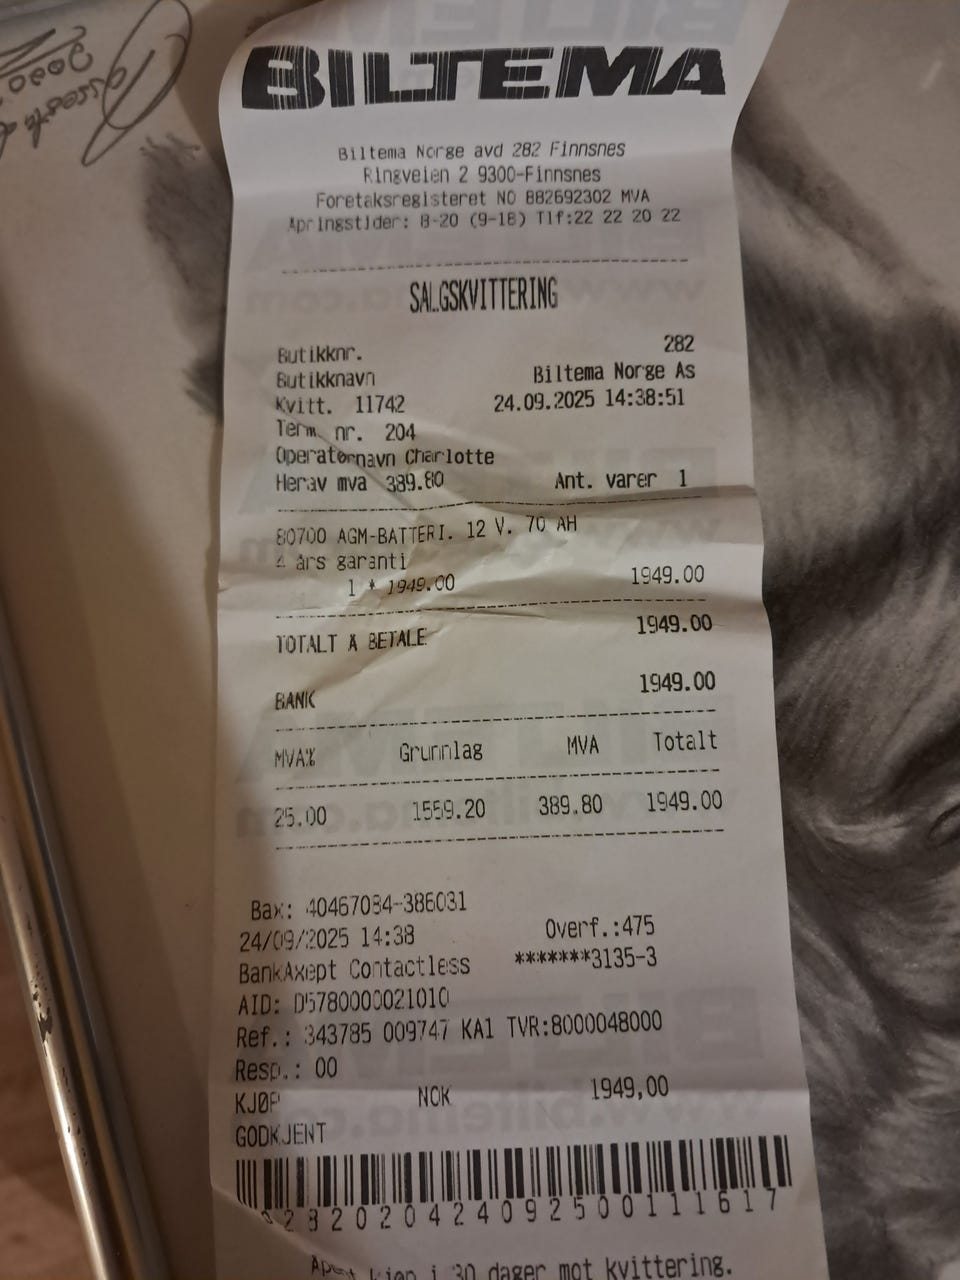 BILTEMA
Biltema Norge avd 282 Finnsnes
Ringveien 2 9300-Finnsnes
Foretaksregisteret NO 882692302 MVA
Åpningstider: 8-20 (9-18) Tlf:22 22 20 22
SALGSKVITTERING
Butikknr. 282
Butikknavn Biltema Norge As
Kvitt. 11742 24.09.2025 14:38:51
Term. nr. 204
Operatørnavn Charlotte
Herav mva 389.80 Ant. varer 1
80700 AGM-BATTERI. 12 V. 70 AH
4 års garanti
1 * 1949.00 1949.00
TOTALT Å BETALE 1949.00
BANK 1949.00
MVA% Grunnlag MVA Totalt
25.00 1559.20 389.80 1949.00
Bax: 40467084-386031
24/09/2025 14:38 Overf.:475
BankAxept Contactless *******3135-3
AID: D5780000021010
Ref.: 343785 009747 KA1 TVR:8000048000
Resp.: 00
KJØP NOK 1949,00
GODKJENT
282020424092500111617
kjøp i 30 dager mot kvittering.